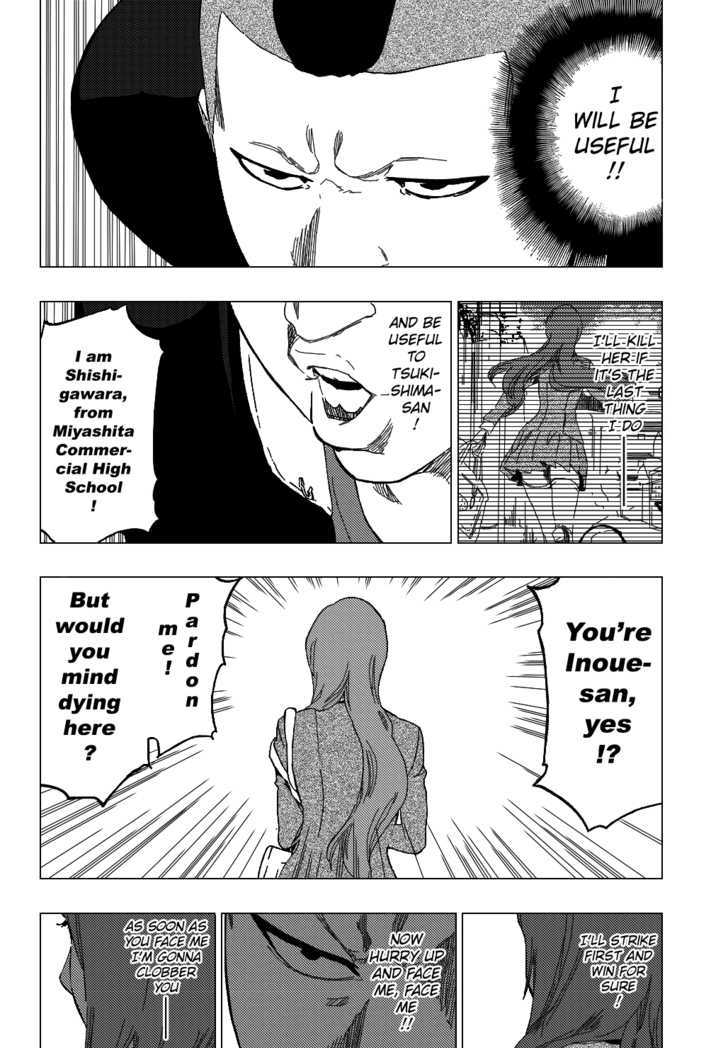 I
WILL BE
USEFUL
!!
I'LL KILL
HER IF
IT'S THE
LAST
THING
I DO
AND BE
USEFUL
TO
TSUKI-
SHIMA-
SAN
!
I am
Shishi-
gawara,
from
Miyashita
Commer-
cial High
School
!
You're
Inoue-
san,
yes
!?
Pardon
me!
But
would
you
mind
dying
here
?
I'LL STRIKE
FIRST AND
WIN FOR
SURE
!
NOW
HURRY UP
AND FACE
ME, FACE
ME
!!
AS SOON AS
YOU FACE ME
I'M GONNA
CLOBBER
YOU